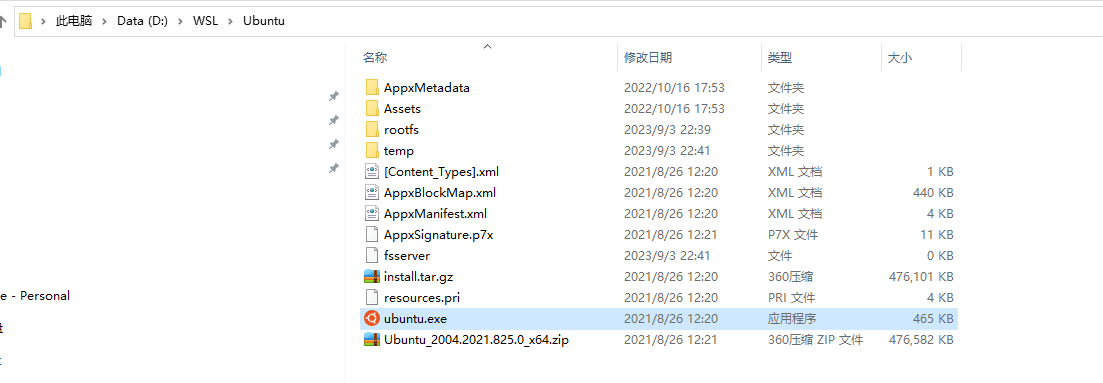 此电脑 > Data (D:) > WSL > Ubuntu
名称 修改日期 类型 大小
AppxMetadata 2022/10/16 17:53 文件夹
Assets 2022/10/16 17:53 文件夹
rootfs 2023/9/3 22:39 文件夹
temp 2023/9/3 22:41 文件夹
[Content_Types].xml 2021/8/26 12:20 XML 文档 1 KB
AppxBlockMap.xml 2021/8/26 12:20 XML 文档 440 KB
AppxManifest.xml 2021/8/26 12:20 XML 文档 4 KB
AppxSignature.p7x 2021/8/26 12:21 P7X 文件 11 KB
fsserver 2023/9/3 22:41 文件 0 KB
install.tar.gz 2021/8/26 12:20 360压缩 476,101 KB
e - Personal
resources.pri 2021/8/26 12:20 PRI 文件 4 KB
ubuntu.exe 2021/8/26 12:20 应用程序 465 KB
Ubuntu_2004.2021.825.0_x64.zip 2021/8/26 12:21 360压缩 ZIP 文件 476,582 KB